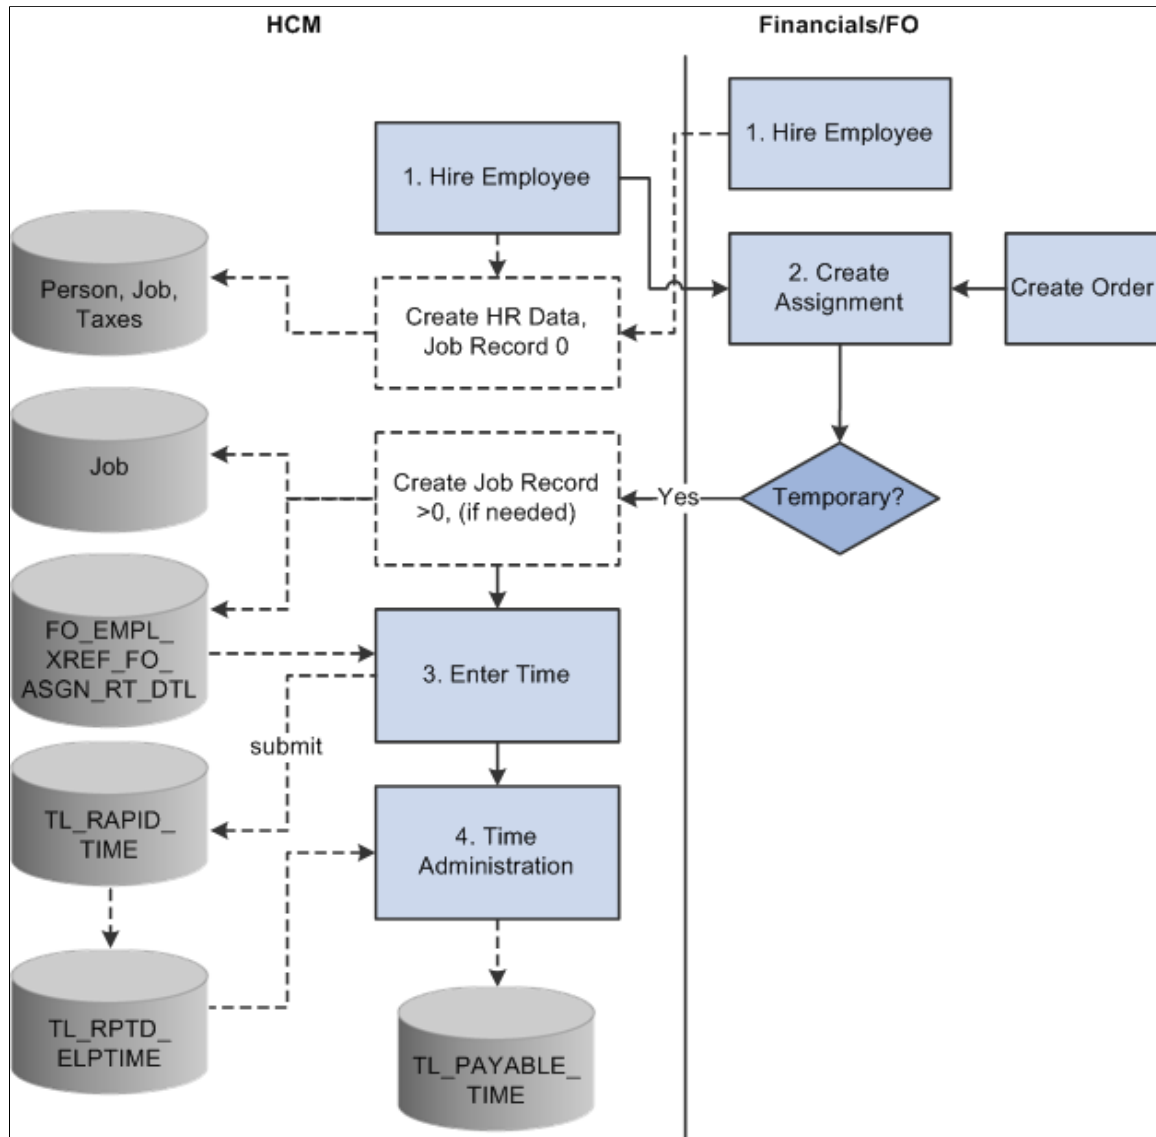 HCM
Financials/FO
1. Hire Employee
1. Hire Employee
Person, Job,
Taxes
Create HR Data,
Job Record 0
2. Create
Assignment
Create Order
Job
Create Job Record
>0, (if needed)
Yes
Temporary?
FO_EMPL_
XREF_FO_
ASGN_RT_DTL
3. Enter Time
submit
TL_RAPID_
TIME
4. Time
Administration
TL_RPTD_
ELPTIME
TL_PAYABLE_
TIME